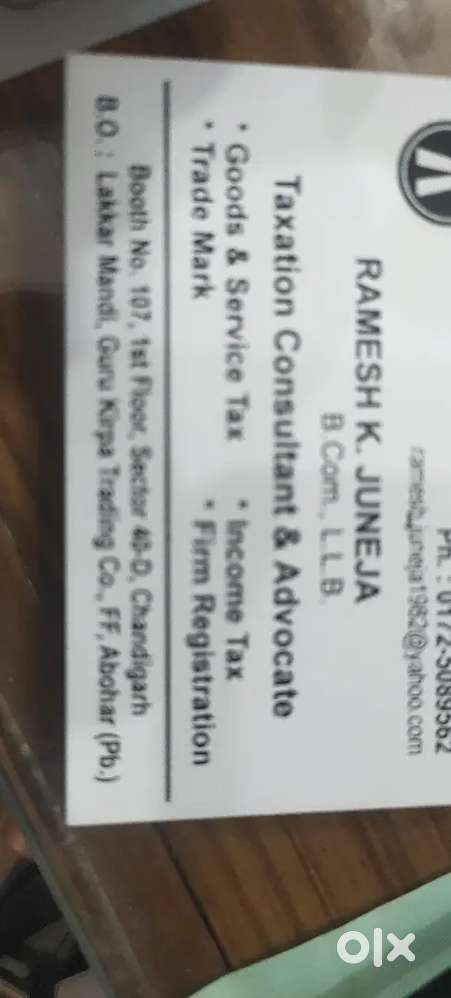 Ph. : 0172-5089562
ramesh_juneja1982@yahoo.com
RAMESH K. JUNEJA
B.Com., L.L.B.
Taxation Consultant & Advocate
* Goods & Service Tax * Income Tax
* Trade Mark * Firm Registration
Booth No. 107, 1st Floor, Sector 40-D, Chandigarh
B.O. : Lakkar Mandi, Guru Kirpa Trading Co., FF, Abohar (Pb.)
olx